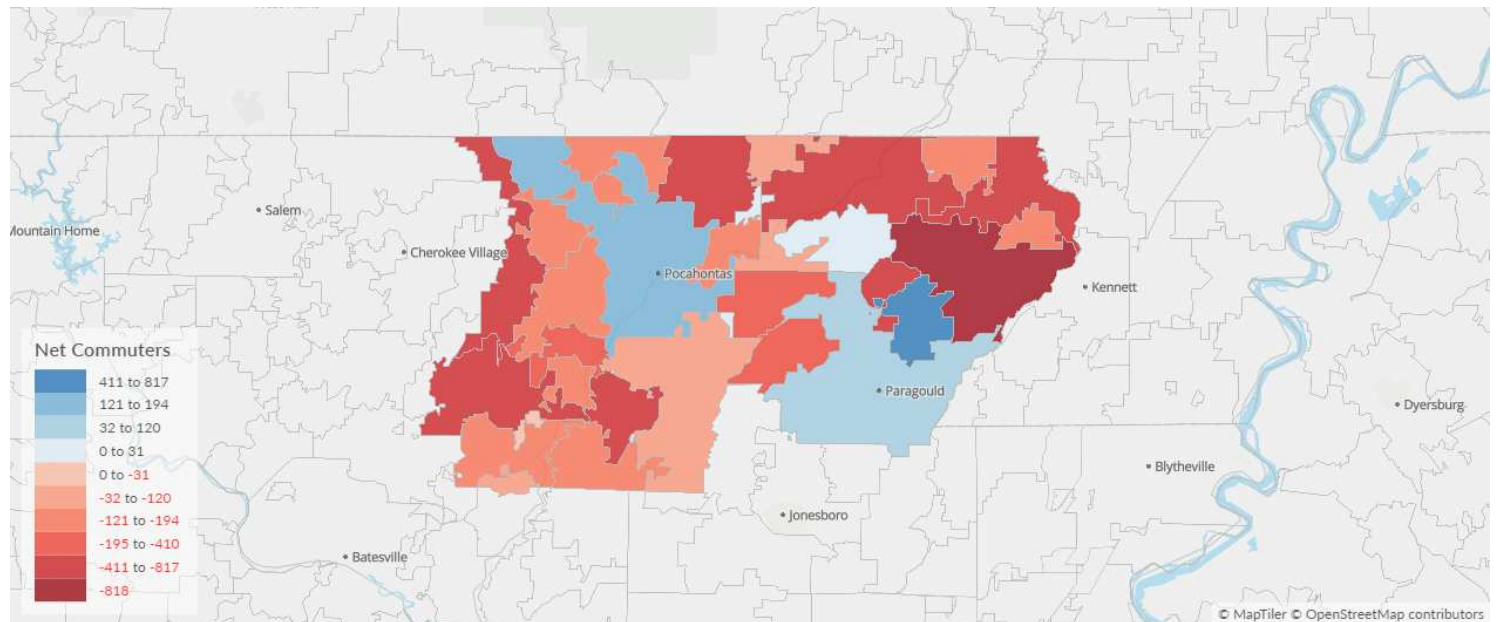 Salem
Mountain Home
Cherokee Village
Pocahontas
Kennett
Net Commuters
411 to 817
121 to 194
32 to 120
0 to 31
0 to -31
-32 to -120
-121 to -194
-195 to -410
-411 to -817
-818
Paragould
Dyersburg
Blytheville
Jonesboro
Batesville
© MapTiler © OpenStreetMap contributors